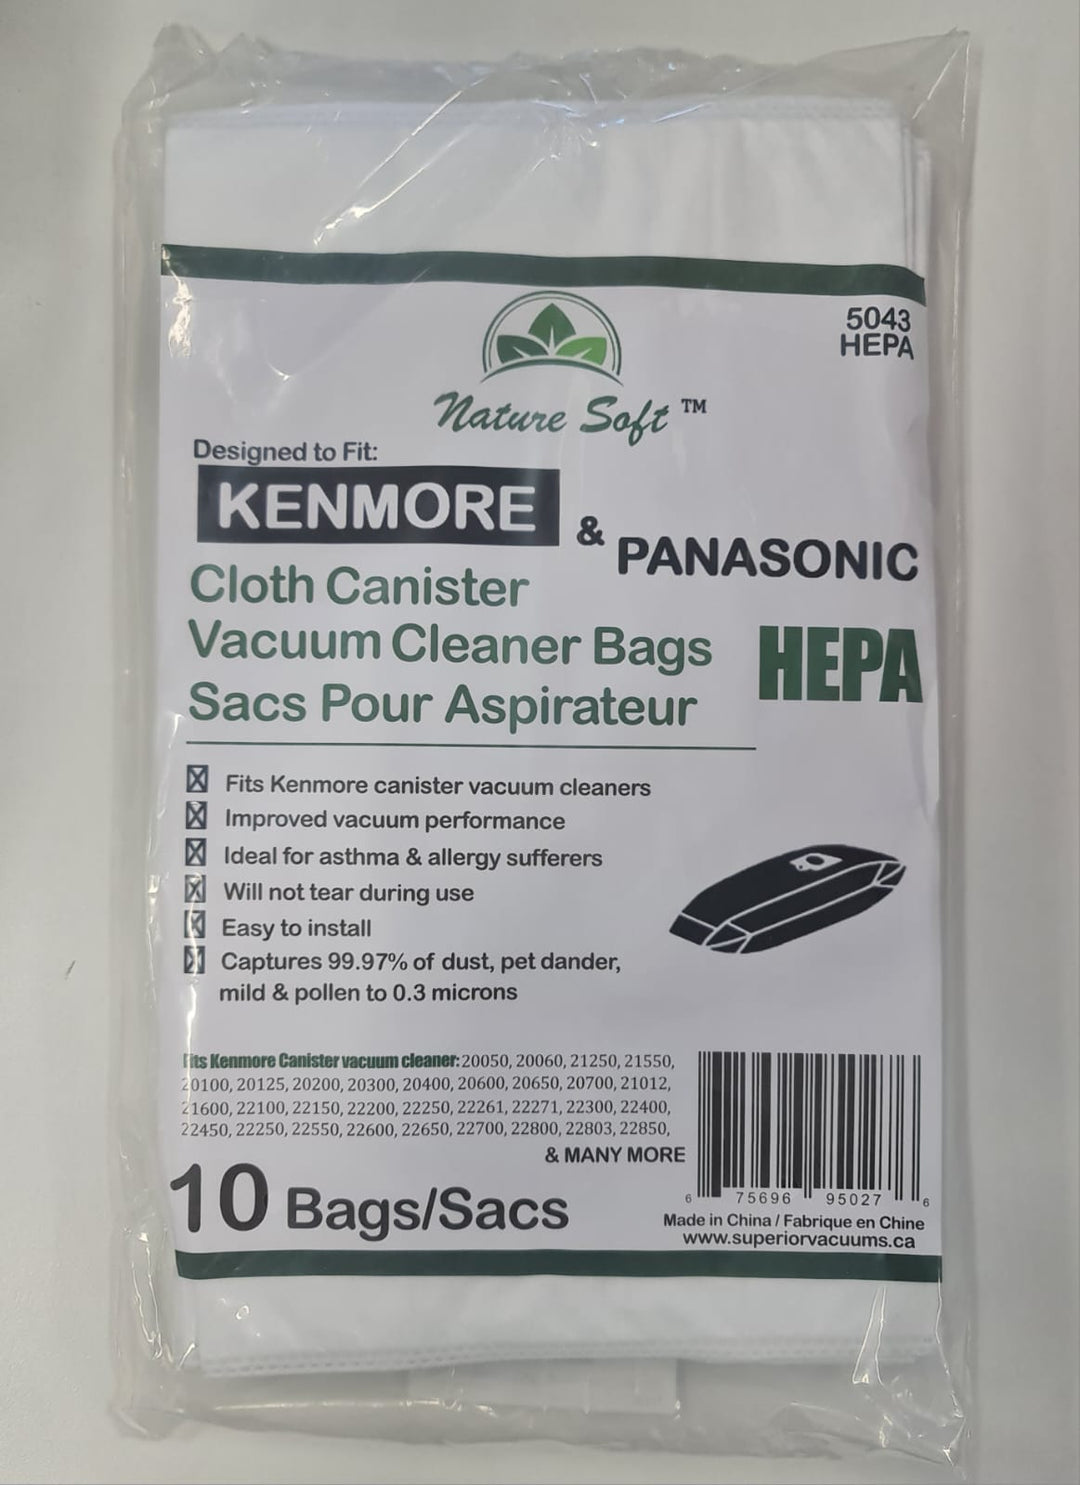 5043
HEPA
Nature Soft ™
Designed to Fit:
KENMORE & PANASONIC
Cloth Canister
Vacuum Cleaner Bags
Sacs Pour Aspirateur
HEPA
Fits Kenmore canister vacuum cleaners
Improved vacuum performance
Ideal for asthma & allergy sufferers
Will not tear during use
Easy to install
Captures 99.97% of dust, pet dander,
mild & pollen to 0.3 microns
Fits Kenmore Canister vacuum cleaner: 20050, 20060, 21250, 21550,
20100, 20125, 20200, 20300, 20400, 20600, 20650, 20700, 21012,
21600, 22100, 22150, 22200, 22250, 22261, 22271, 22300, 22400,
22450, 22250, 22550, 22600, 22650, 22700, 22800, 22803, 22850,
& MANY MORE
10 Bags/Sacs
6 75696 95027 6
Made in China / Fabrique en Chine
www.superiorvacuums.ca